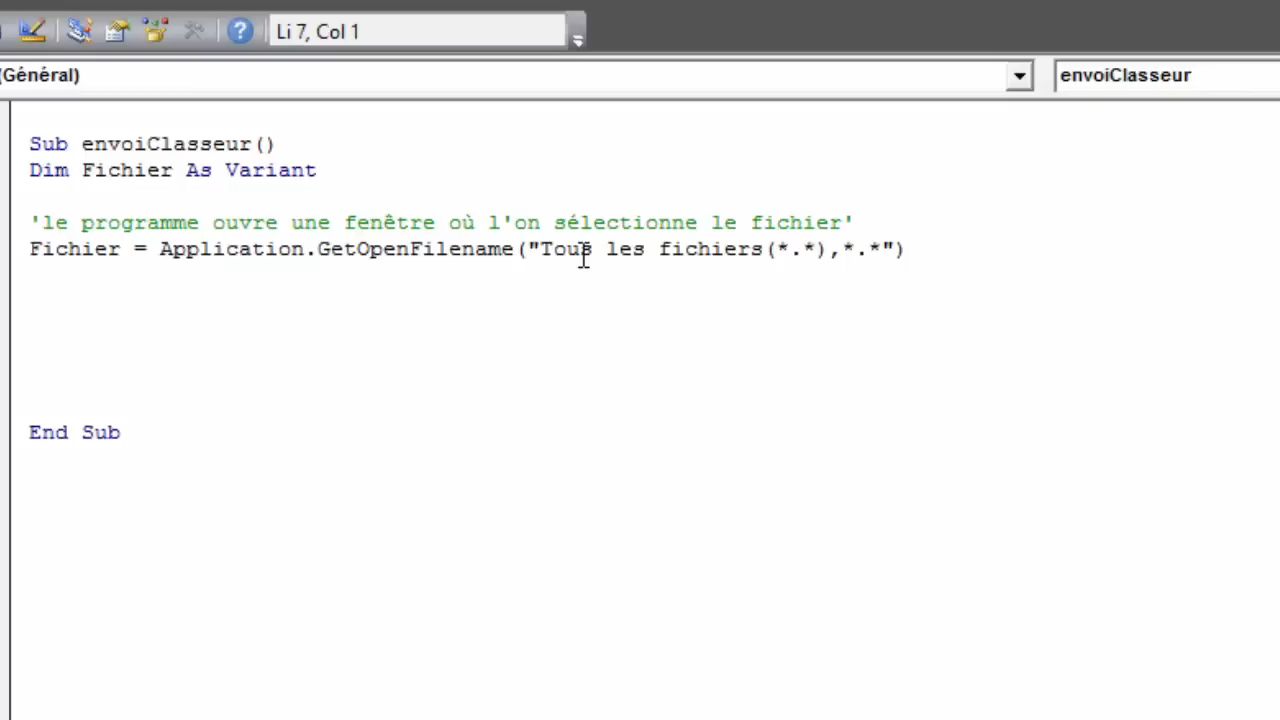 Li 7, Col 1
(Général)
envoiClasseur
Sub envoiClasseur()
Dim Fichier As Variant
'le programme ouvre une fenêtre où l'on sélectionne le fichier'
Fichier = Application.GetOpenFilename("Tous les fichiers(*.*),*.*")
End Sub